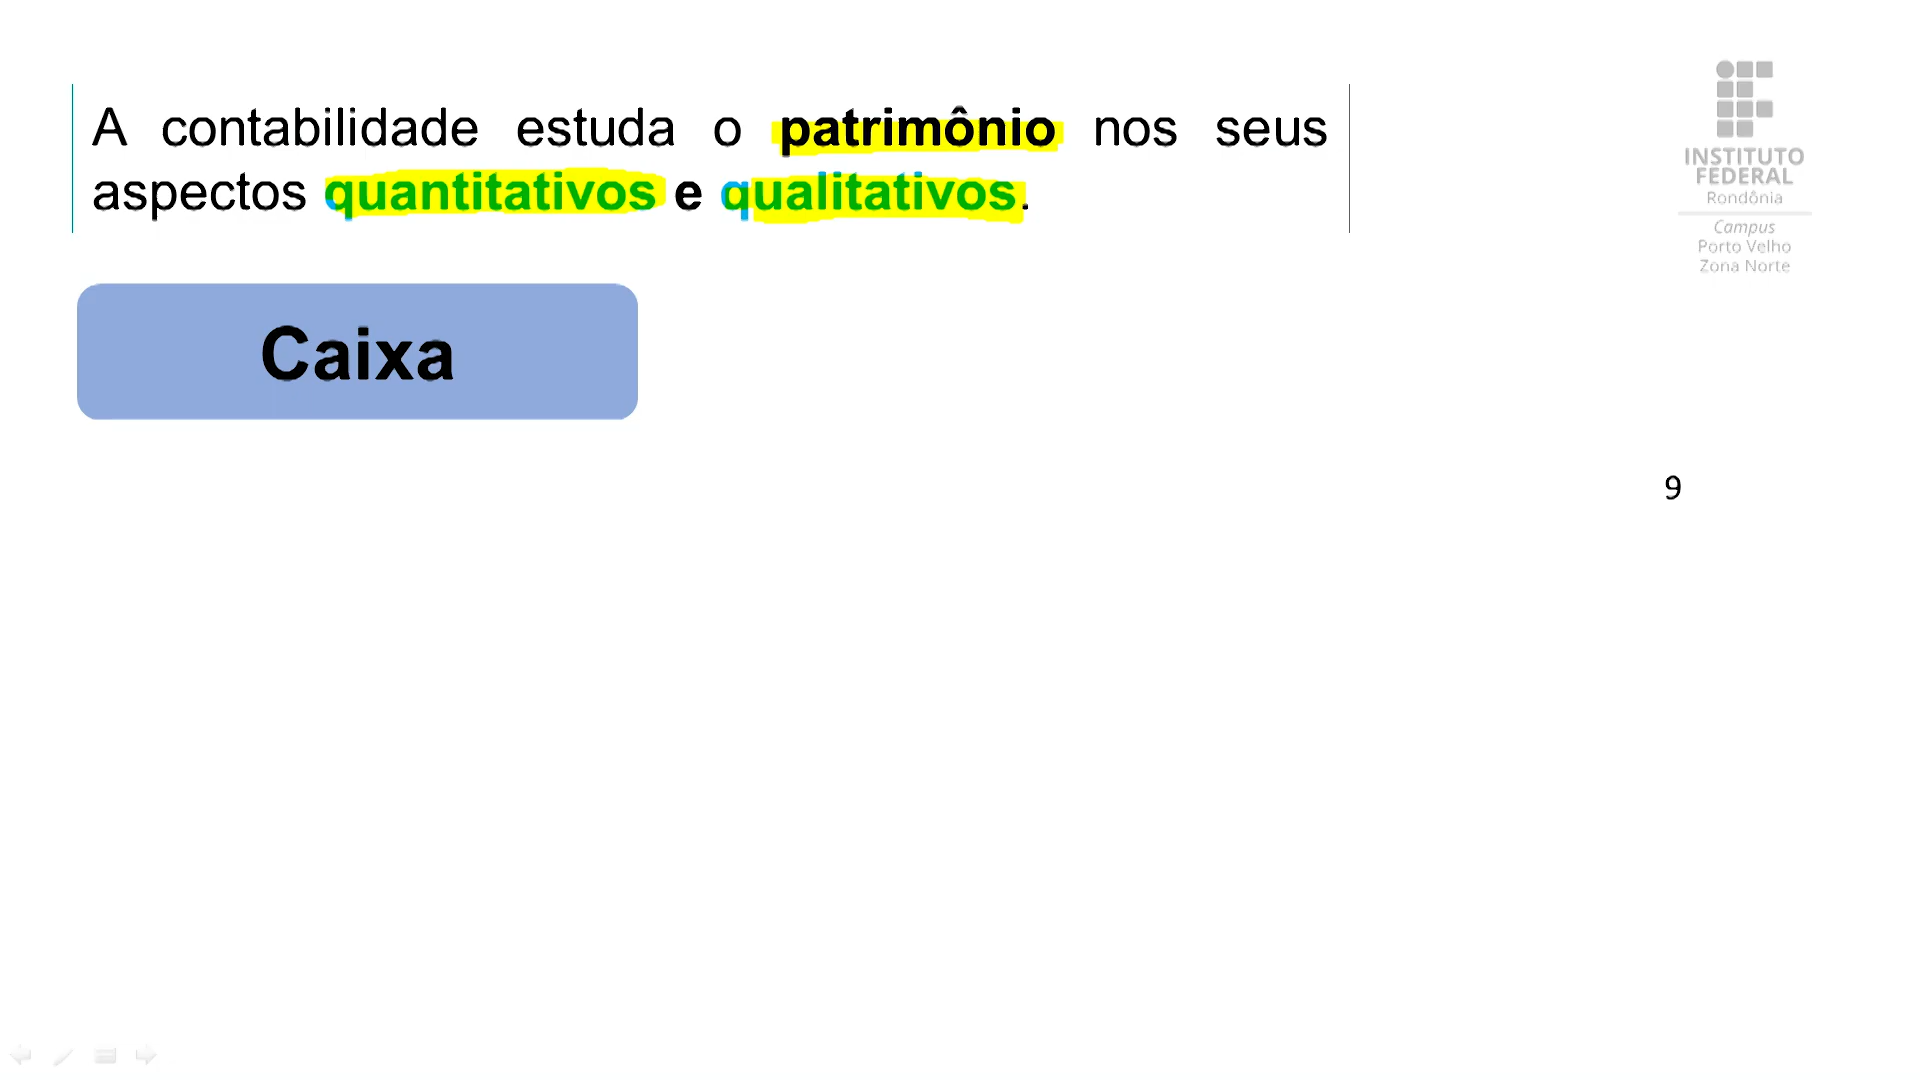 A contabilidade estuda o patrimônio nos seus
aspectos quantitativos e qualitativos.
INSTITUTO
FEDERAL
Rondônia
Campus
Porto Velho
Zona Norte
Caixa
9